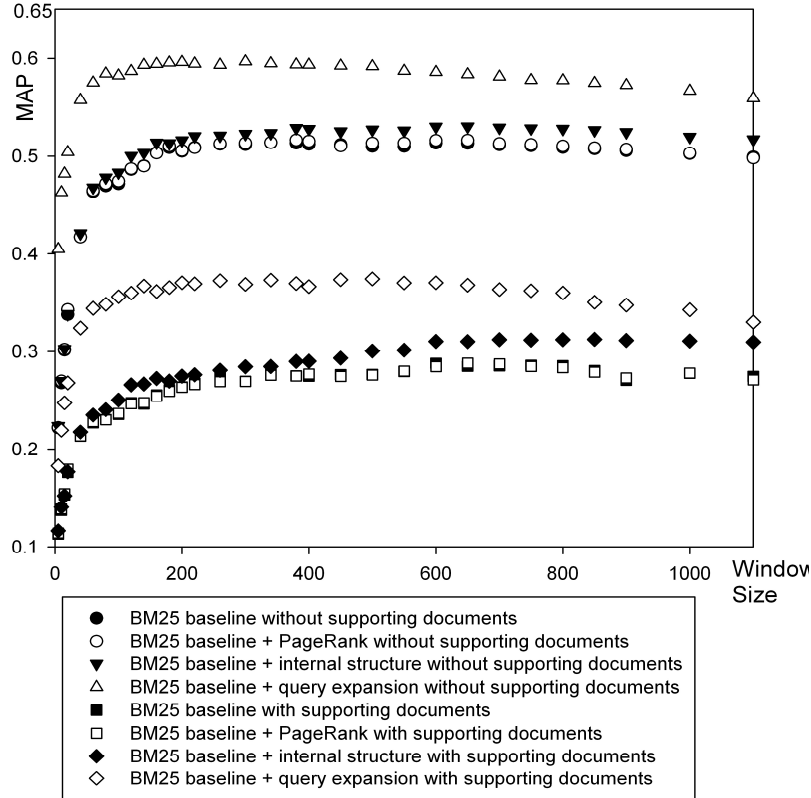 0.65
MAP
0.6
0.5
0.4
0.3
0.2
0.1
0 200 400 600 800 1000
Window
Size
BM25 baseline without supporting documents
BM25 baseline + PageRank without supporting documents
BM25 baseline + internal structure without supporting documents
BM25 baseline + query expansion without supporting documents
BM25 baseline with supporting documents
BM25 baseline + PageRank with supporting documents
BM25 baseline + internal structure with supporting documents
BM25 baseline + query expansion with supporting documents